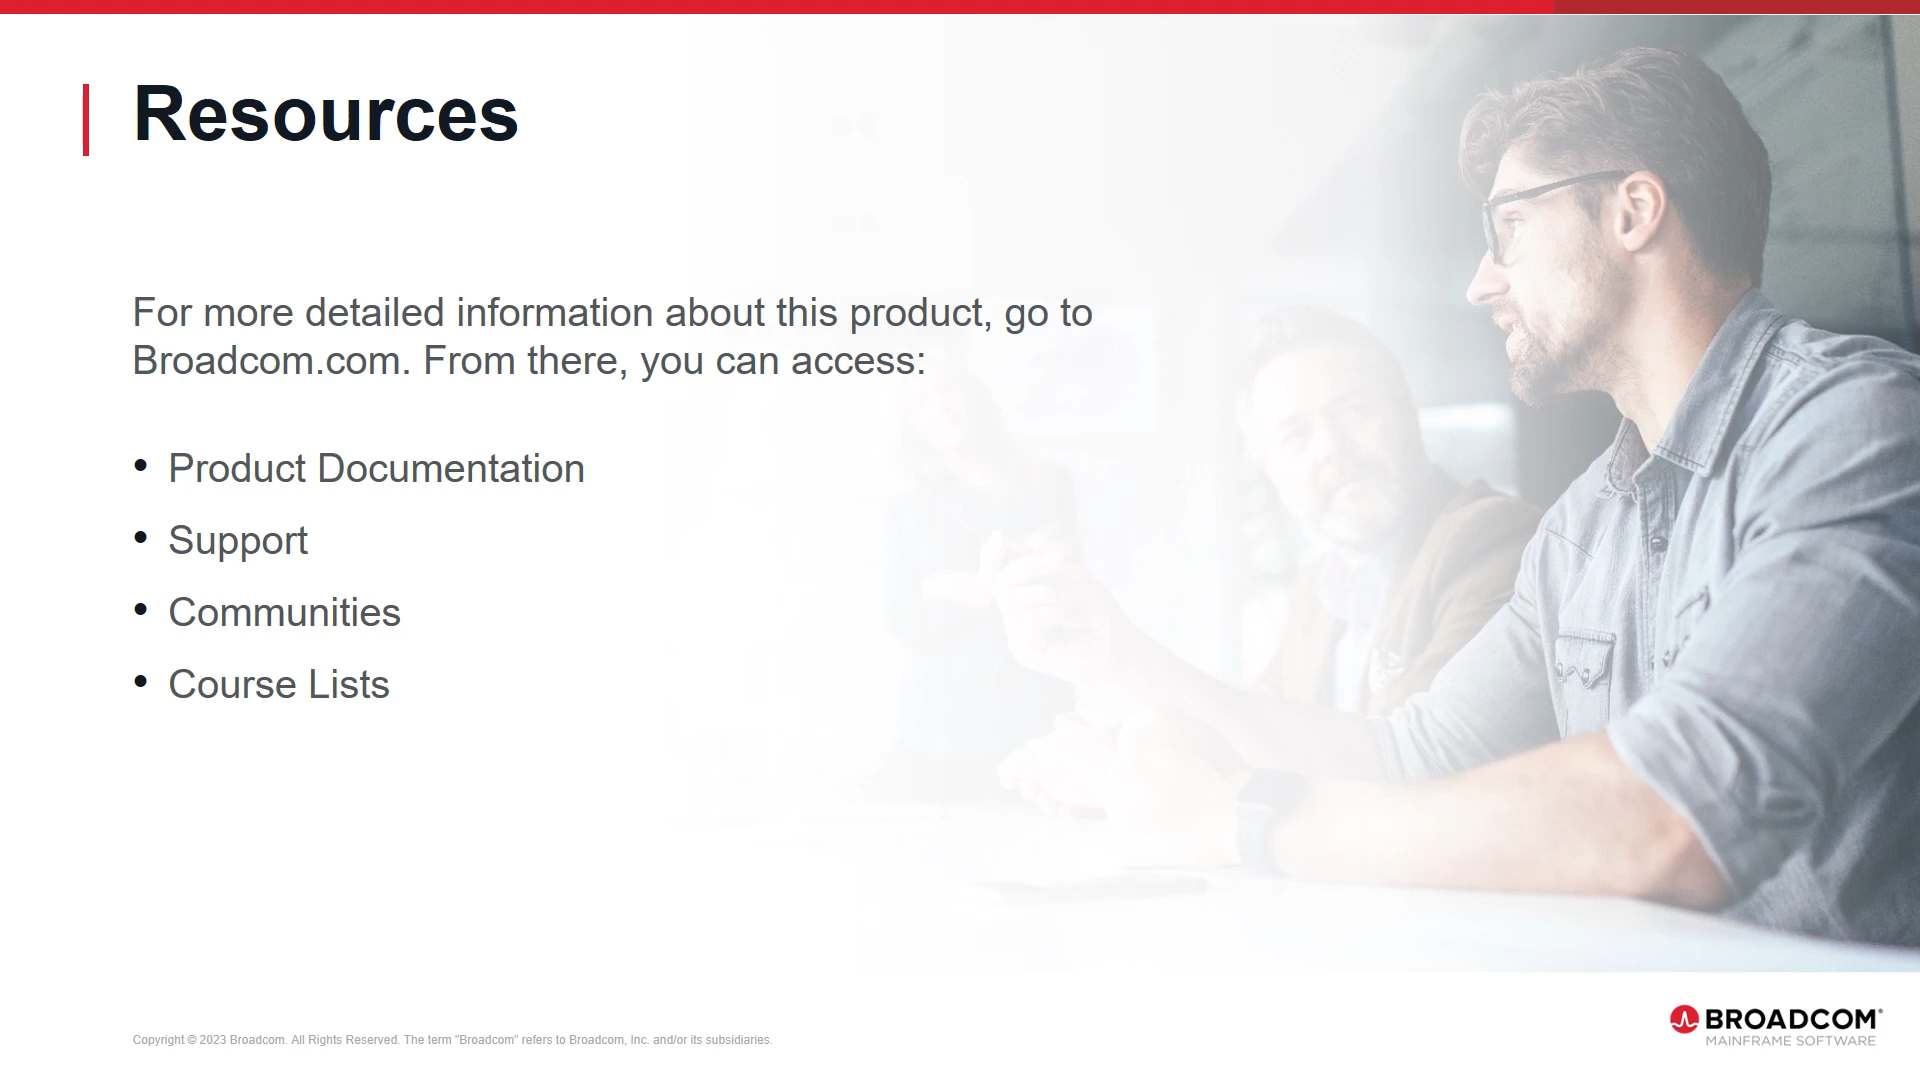 Resources
For more detailed information about this product, go to
Broadcom.com. From there, you can access:
• Product Documentation
• Support
• Communities
• Course Lists
Copyright © 2023 Broadcom. All Rights Reserved. The term "Broadcom" refers to Broadcom, Inc. and/or its subsidiaries.
BROADCOM®
MAINFRAME SOFTWARE